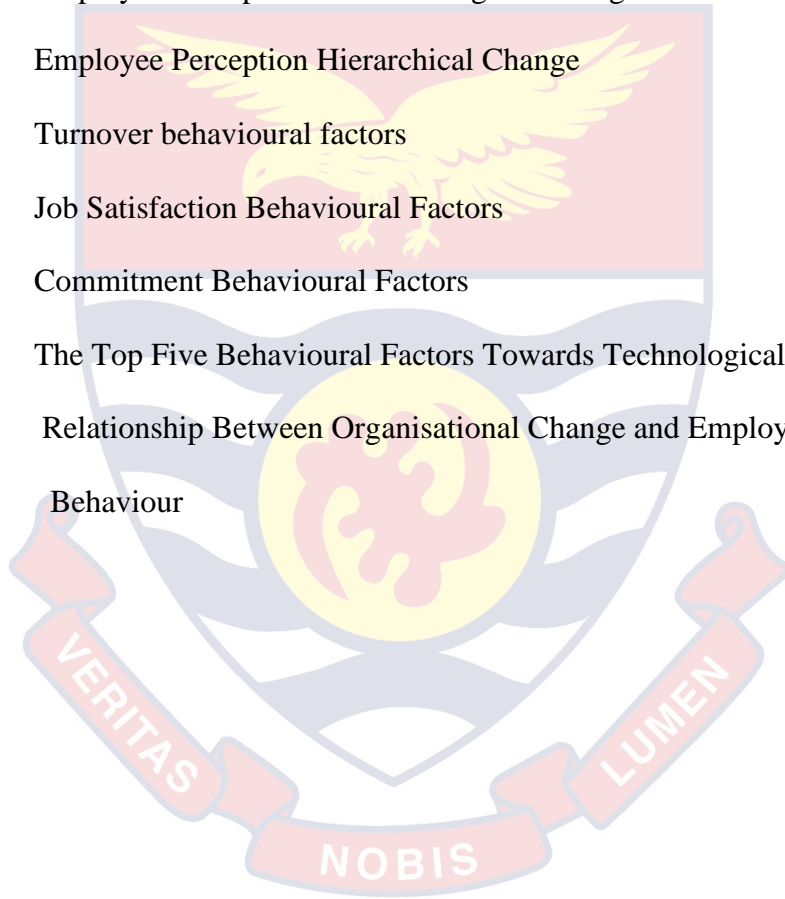 Employee Perception Hierarchical Change
Turnover behavioural factors
Job Satisfaction Behavioural Factors
Commitment Behavioural Factors
The Top Five Behavioural Factors Towards Technological
Relationship Between Organisational Change and Employ
Behaviour
VERITAS
NOBIS
LUMEN